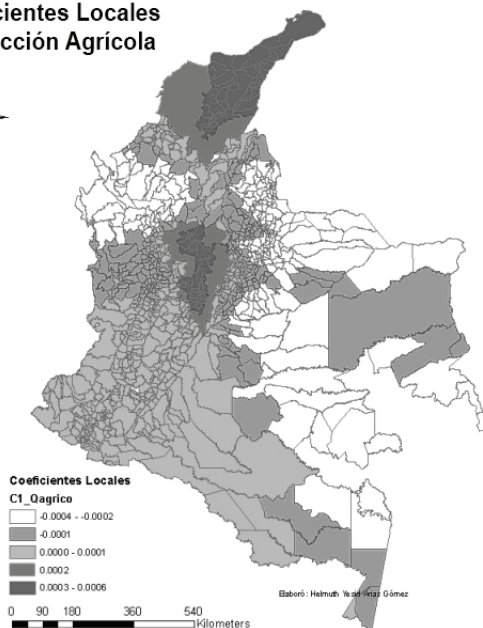 cientes Locales
cción Agrícola
Coeficientes Locales
C1_Qagrico
-0.0004 - -0.0002
-0.0001
0.0000 - 0.0001
0.0002
0.0003 - 0.0006
Elaboró: Helmuth Yesid Arias Gómez
0 90 180 360 540
Kilometers